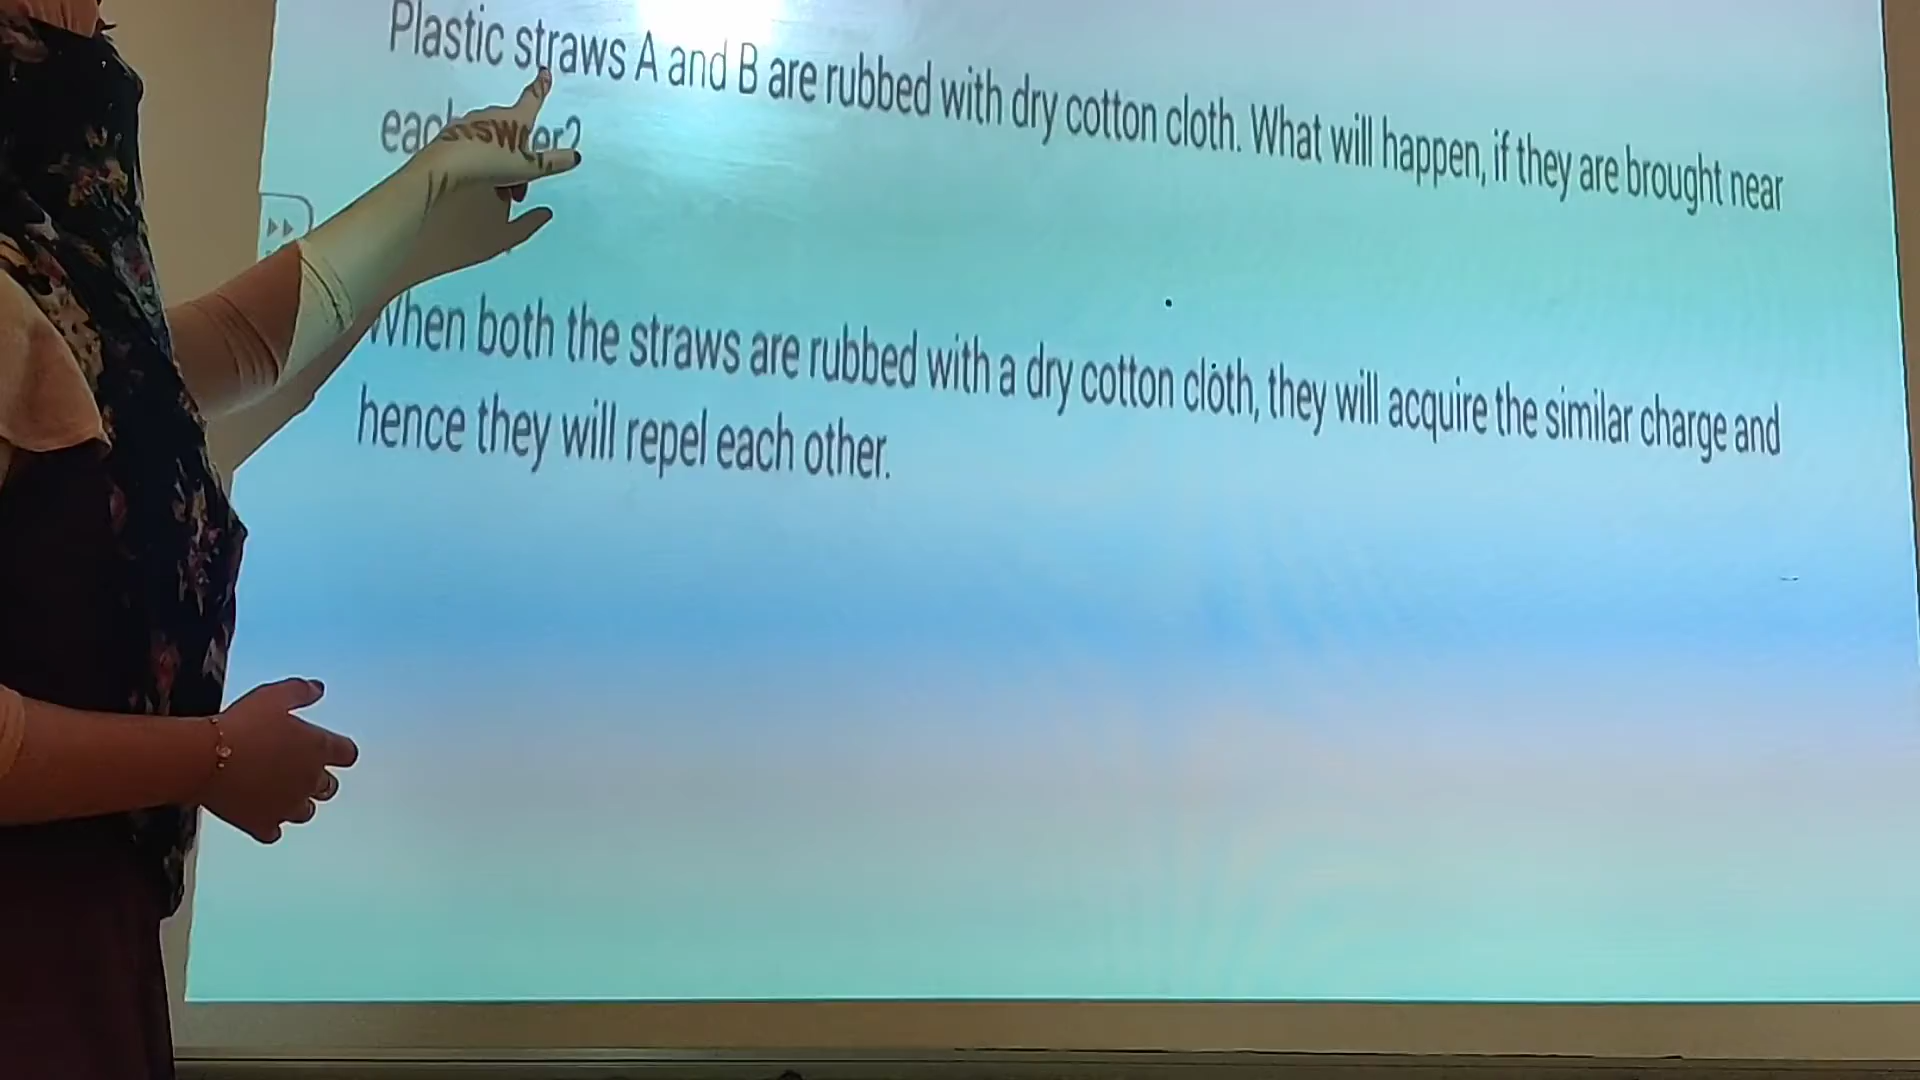 Plastic straws A and B are rubbed with dry cotton cloth. What will happen, if they are brought near
When both the straws are rubbed with a dry cotton cloth, they will acquire the similar charge and
hence they will repel each other.